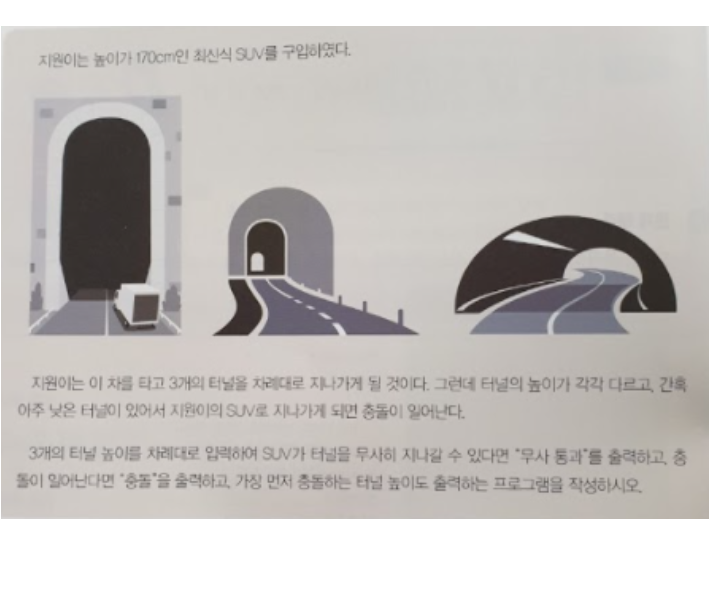 지원이는 높이가 170cm인 최신식 SUV를 구입하였다.
지원이는 이 차를 타고 3개의 터널을 차례대로 지나가게 될 것이다. 그런데 터널의 높이가 각각 다르고, 간혹
아주 낮은 터널이 있어서 지원이의 SUV로 지나가게 되면 충돌이 일어난다.
3개의 터널 높이를 차례대로 입력하여 SUV가 터널을 무사히 지나갈 수 있다면 "무사 통과"를 출력하고, 충
돌이 일어난다면 "충돌"을 출력하고, 가장 먼저 충돌하는 터널 높이도 출력하는 프로그램을 작성하시오.